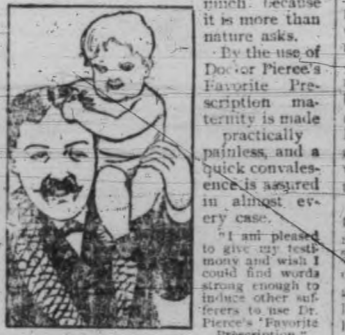 much. Because
it is more than
nature asks.
By the use of
Doctor Pierce's
Favorite Pre-
scription ma-
ternity is made
practically
painless, and a
quick convales-
ence is assured
in almost ev-
ery case.
"I am pleased
to give my testi-
mony and wish I
could find words
strong enough to
induce other suf-
ferers to use Dr.
Pierce's 'Favorite
Prescription."